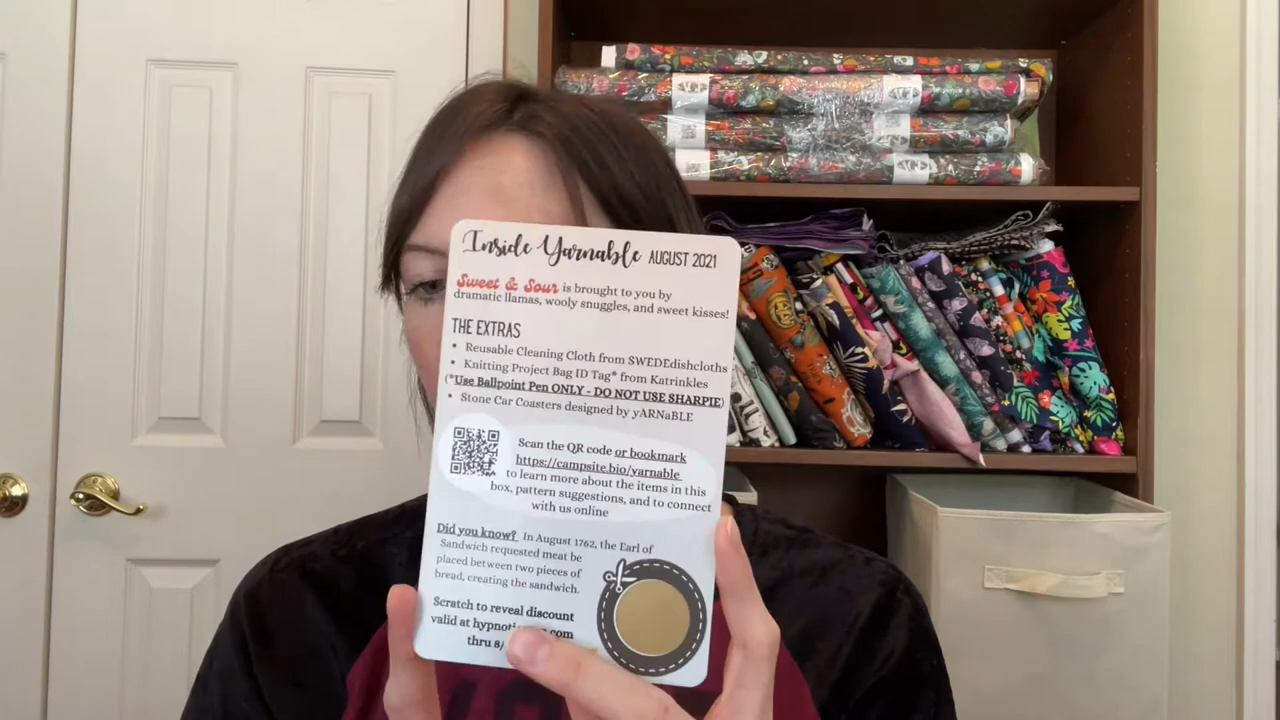 Inside Yarnable AUGUST 2021
Sweet & Sour is brought to you by
dramatic llamas, wooly snuggles, and sweet kisses!
THE EXTRAS
• Reusable Cleaning Cloth from SWEDEdishcloths
• Knitting Project Bag ID Tag* from Katrinkles
(*Use Ballpoint Pen ONLY - DO NOT USE SHARPIE)
• Stone Car Coasters designed by yARNaBLE
Scan the QR code or bookmark
https://campsite.bio/yarnable
to learn more about the items in this
box, pattern suggestions, and to connect
with us online
Did you know? In August 1762, the Earl of
Sandwich requested meat be
placed between two pieces of
bread, creating the sandwich.
Scratch to reveal discount
valid at
thru 8/